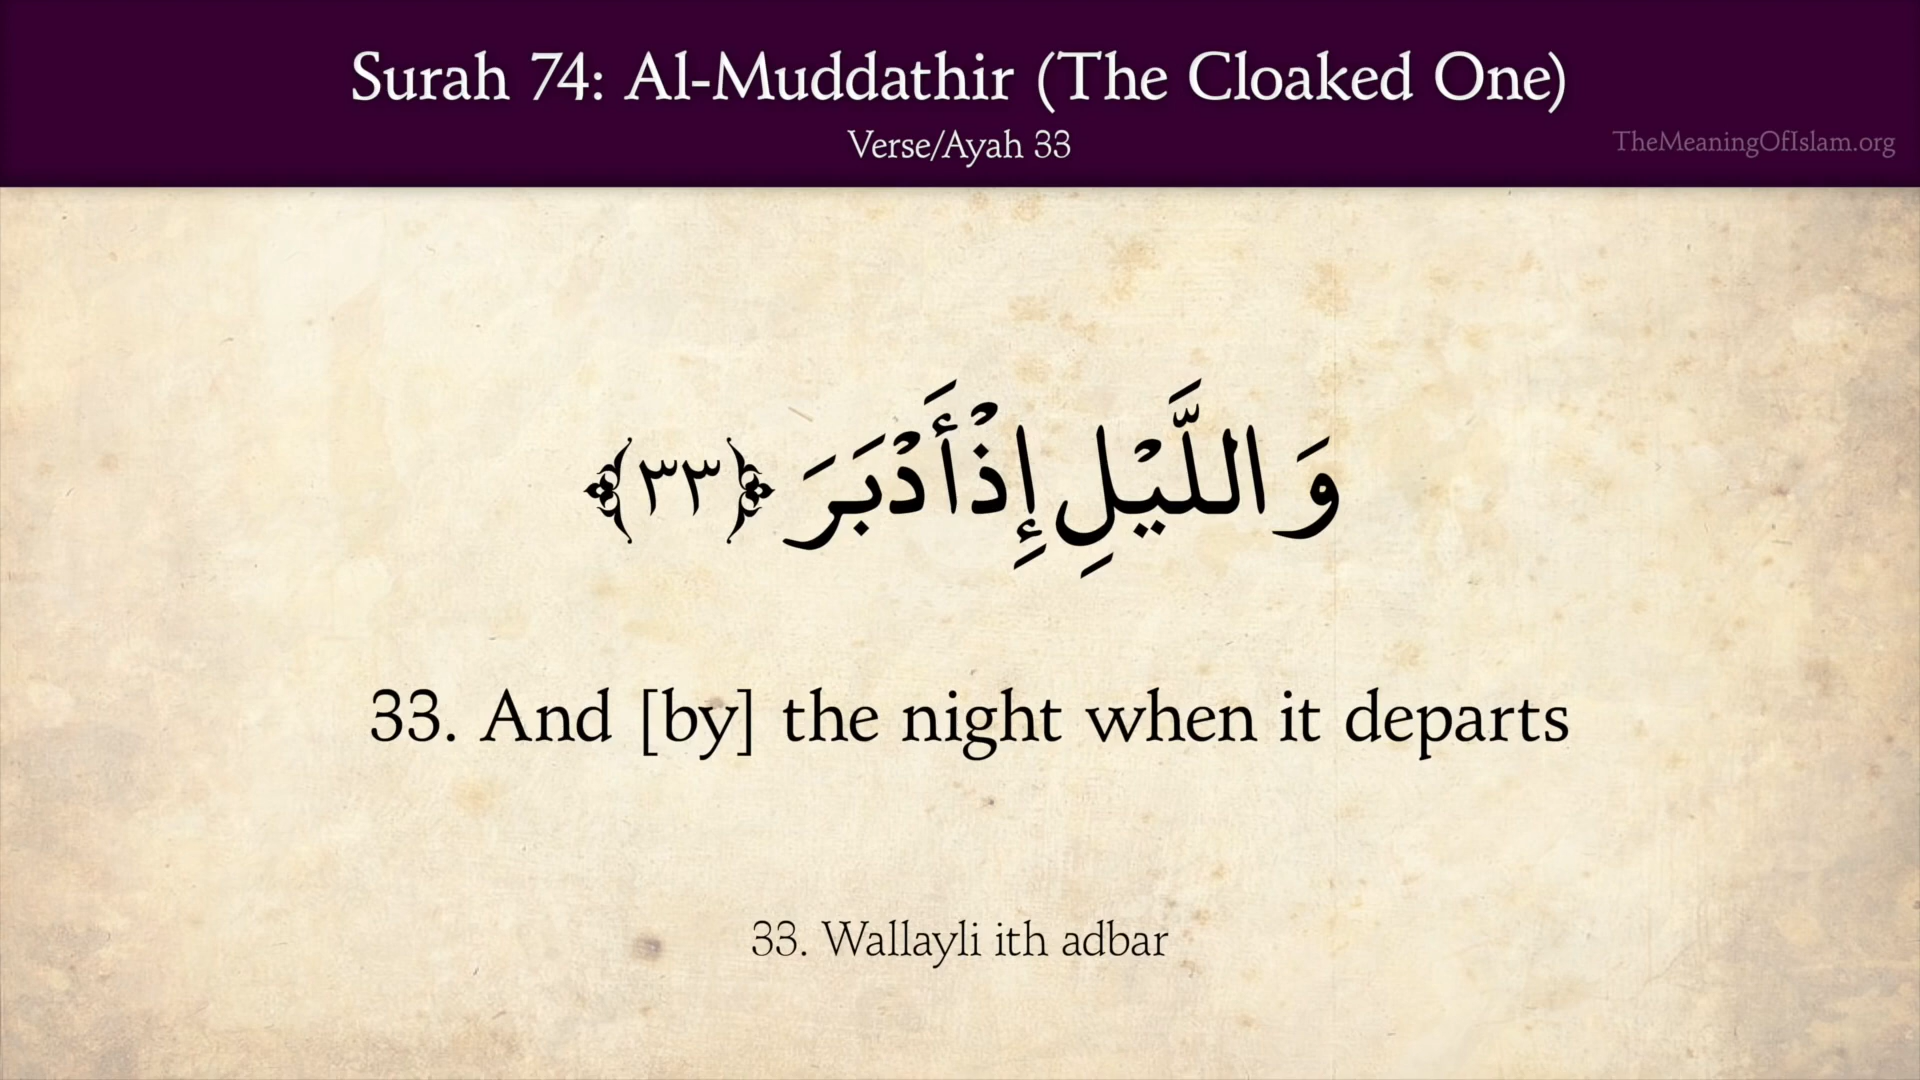 Surah 74: Al-Muddathir (The Cloaked One)
Verse/Ayah 33
TheMeaningOfIslam.org
وَاللَّيْلِ إِذْ أَدْبَرَ ﴿٣٣﴾
33. And [by] the night when it departs
33. Wallayli ith adbar